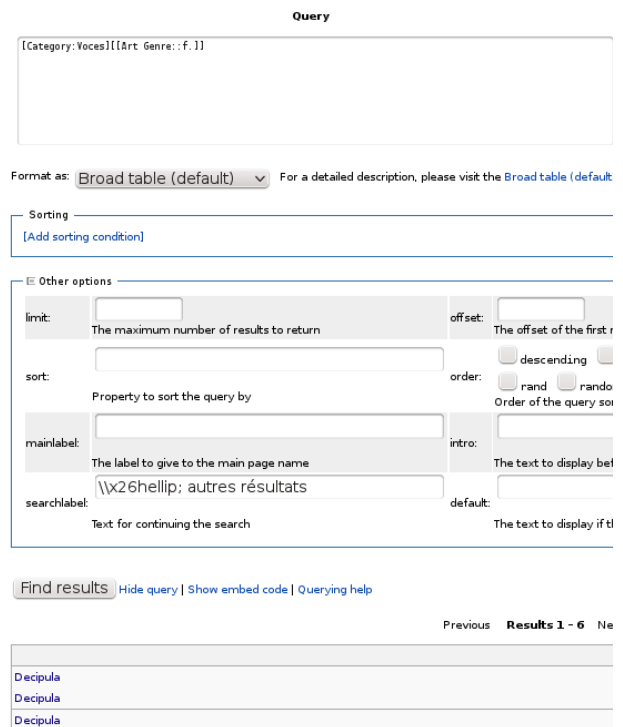 Query
[Category:Voces][[Art Genre::f.]]
Format as: Broad table (default) For a detailed description, please visit the Broad table (default
Sorting
[Add sorting condition]
Other options
limit: The maximum number of results to return offset: The offset of the first r
sort: Property to sort the query by order: descending rand rando Order of the query sor
mainlabel: The label to give to the main page name intro: The text to display bef
searchlabel: \\x26hellip; autres résultats Text for continuing the search default: The text to display if th
Find results Hide query | Show embed code | Querying help
Previous Results 1 – 6 Ne
Decipula
Decipula
Decipula